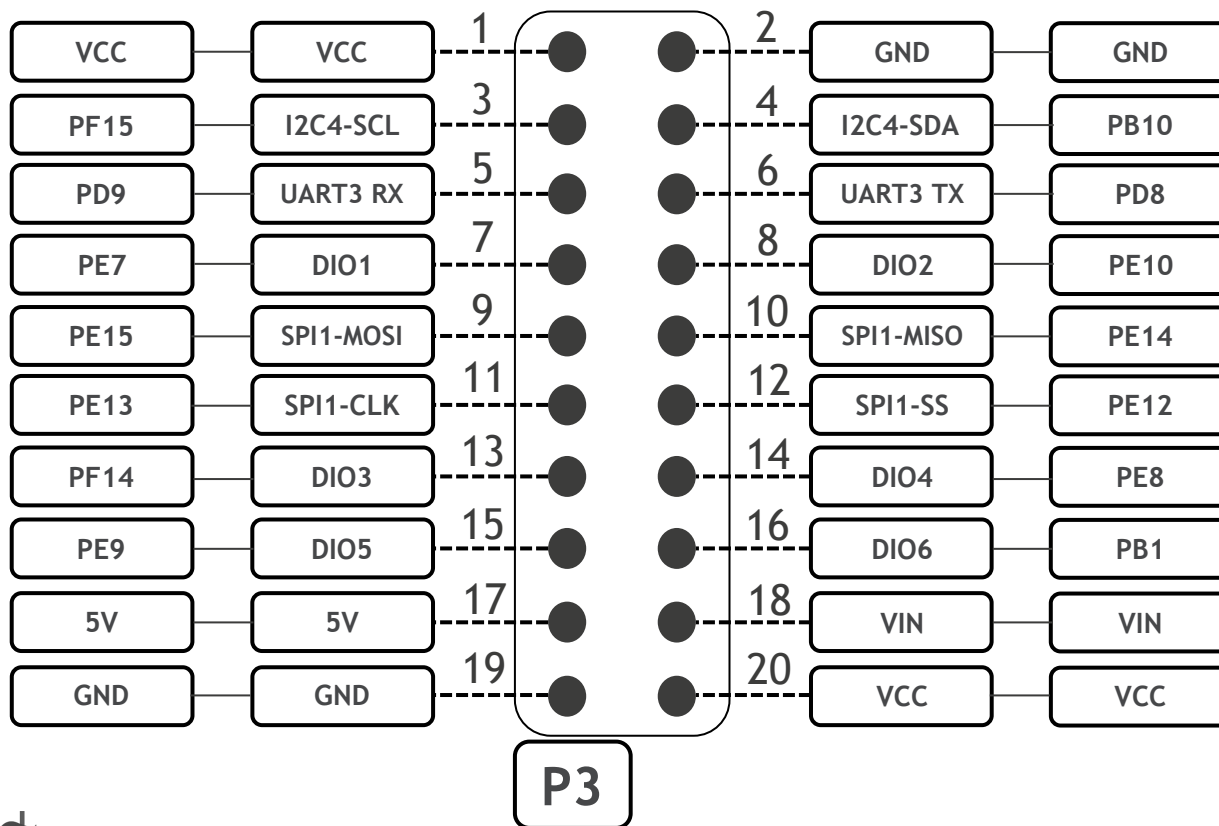 VCC VCC 1 2 GND GND
PF15 I2C4-SCL 3 4 I2C4-SDA PB10
PD9 UART3 RX 5 6 UART3 TX PD8
PE7 DIO1 7 8 DIO2 PE10
PE15 SPI1-MOSI 9 10 SPI1-MISO PE14
PE13 SPI1-CLK 11 12 SPI1-SS PE12
PF14 DIO3 13 14 DIO4 PE8
PE9 DIO5 15 16 DIO6 PB1
5V 5V 17 18 VIN VIN
GND GND 19 20 VCC VCC
P3